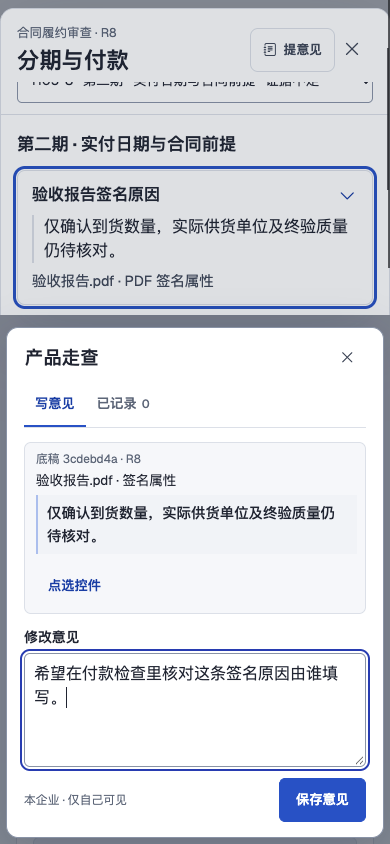 合同履约审查 · R8
分期与付款
提意见
第二期 · 实付日期与合同前提
验收报告签名原因
仅确认到货数量，实际供货单位及终验质量
仍待核对。
验收报告.pdf · PDF 签名属性
产品走查
写意见
已记录 0
底稿 3cdebd4a · R8
验收报告.pdf · 签名属性
仅确认到货数量，实际供货单位及终验质量仍
待核对。
点选控件
修改意见
希望在付款检查里核对这条签名原因由谁填
写。
本企业 · 仅自己可见
保存意见